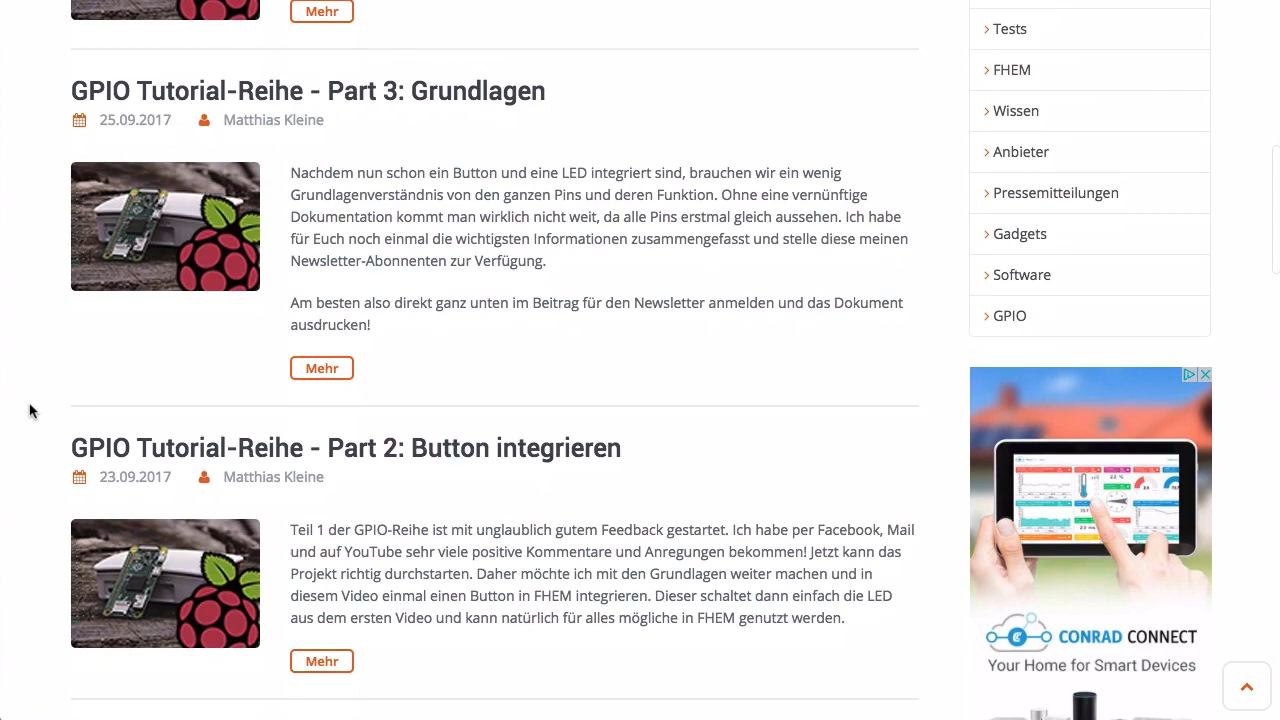 Mehr
GPIO Tutorial-Reihe - Part 3: Grundlagen
25.09.2017 Matthias Kleine
Nachdem nun schon ein Button und eine LED integriert sind, brauchen wir ein wenig
Grundlagenverständnis von den ganzen Pins und deren Funktion. Ohne eine vernünftige
Dokumentation kommt man wirklich nicht weit, da alle Pins erstmal gleich aussehen. Ich habe
für Euch noch einmal die wichtigsten Informationen zusammengefasst und stelle diese meinen
Newsletter-Abonnenten zur Verfügung.
Am besten also direkt ganz unten im Beitrag für den Newsletter anmelden und das Dokument
ausdrucken!
Mehr
GPIO Tutorial-Reihe - Part 2: Button integrieren
23.09.2017 Matthias Kleine
Teil 1 der GPIO-Reihe ist mit unglaublich gutem Feedback gestartet. Ich habe per Facebook, Mail
und auf YouTube sehr viele positive Kommentare und Anregungen bekommen! Jetzt kann das
Projekt richtig durchstarten. Daher möchte ich mit den Grundlagen weiter machen und in
diesem Video einmal einen Button in FHEM integrieren. Dieser schaltet dann einfach die LED
aus dem ersten Video und kann natürlich für alles mögliche in FHEM genutzt werden.
Mehr
Tests
FHEM
Wissen
Anbieter
Pressemitteilungen
Gadgets
Software
GPIO
CONRAD CONNECT
Your Home for Smart Devices